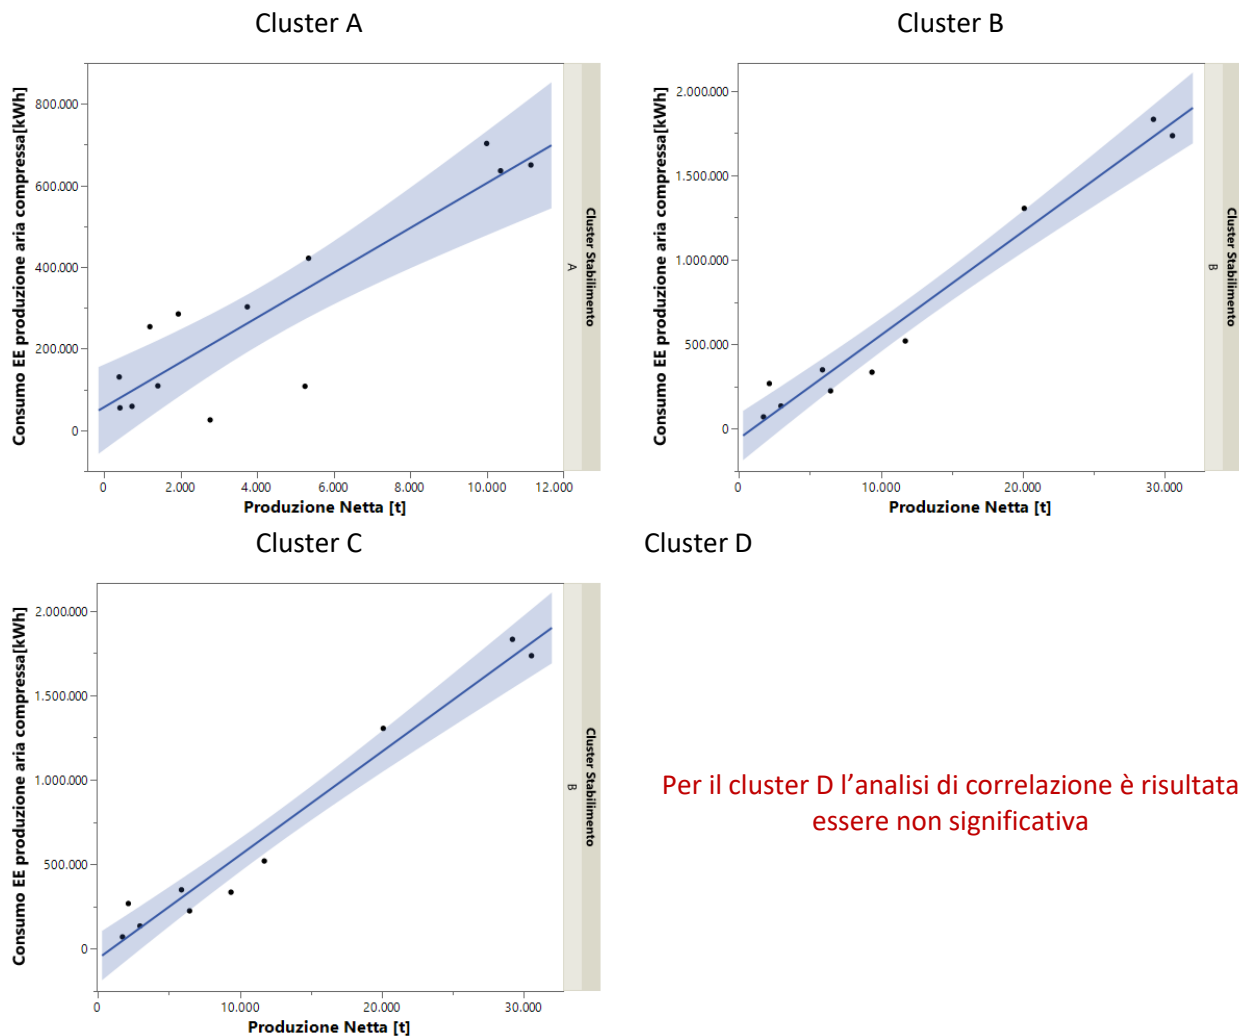 Cluster A
Consumo EE produzione aria compressa[kWh]
800.000
600.000
400.000
200.000
0
0 2.000 4.000 6.000 8.000 10.000 12.000
Produzione Netta [t]
A
Cluster Stabilimento
Cluster B
Consumo EE produzione aria compressa[kWh]
2.000.000
1.500.000
1.000.000
500.000
0
0 10.000 20.000 30.000
Produzione Netta [t]
B
Cluster Stabilimento
Cluster C
Consumo EE produzione aria compressa[kWh]
2.000.000
1.500.000
1.000.000
500.000
0
0 10.000 20.000 30.000
Produzione Netta [t]
B
Cluster Stabilimento
Cluster D
Per il cluster D l’analisi di correlazione è risultata
essere non significativa